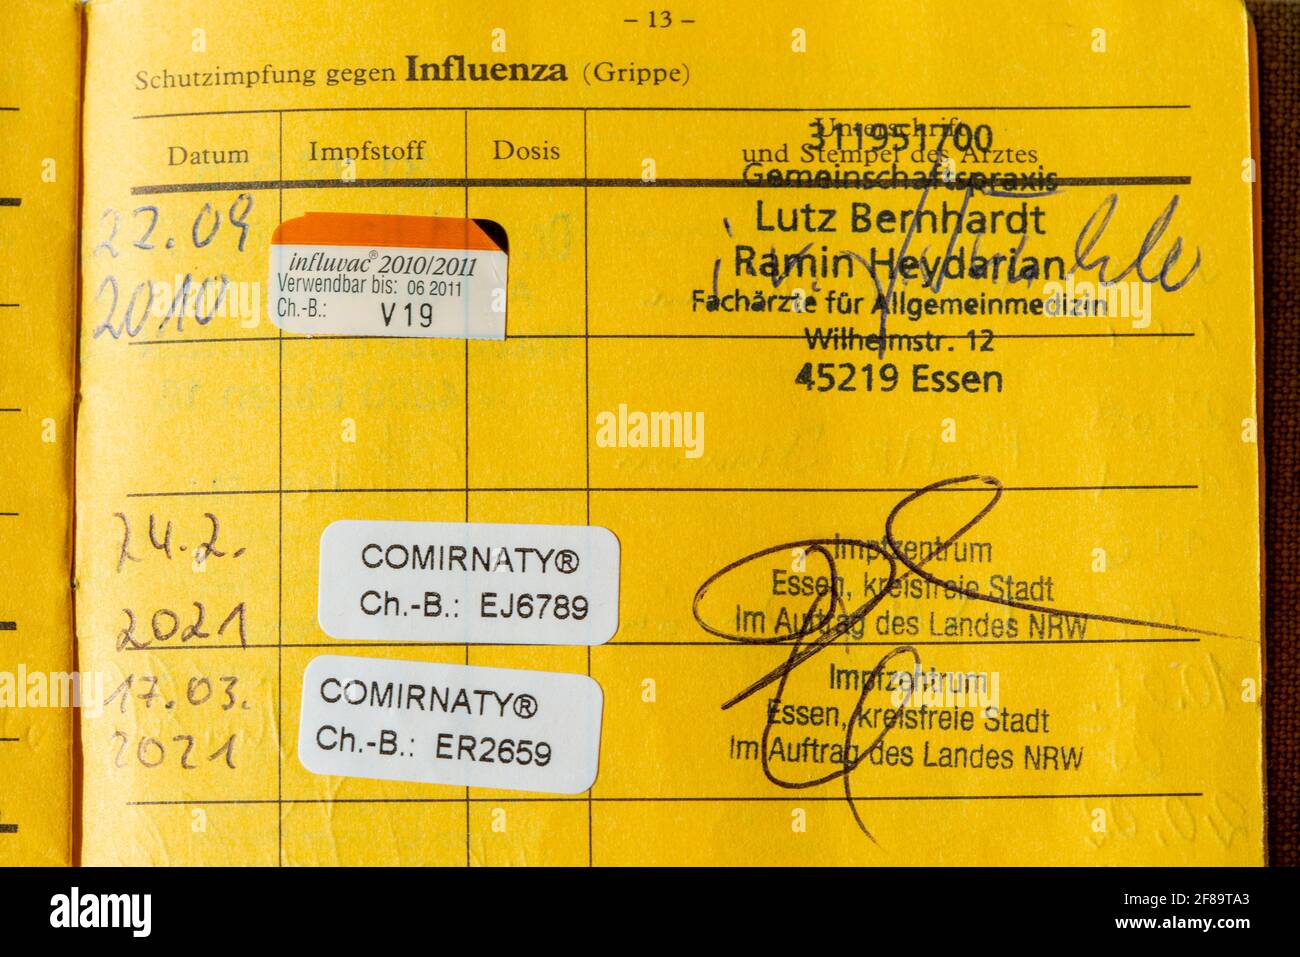 – 13 –
Schutzimpfung gegen Influenza (Grippe)
Datum Impfstoff Dosis Unterschrift
und Stempel des Arztes
311951700
Gemeinschaftspraxis
Lutz Bernhardt
Ramin Heydarian
Fachärzte für Allgemeinmedizin
Wilhelmstr. 12
45219 Essen
22.09
2010
influvac® 2010/2011
Verwendbar bis: 06 2011
Ch.-B.: V19
24.2.
2021
COMIRNATY®
Ch.-B.: EJ6789
Impfzentrum
Essen, kreisfreie Stadt
Im Auftrag des Landes NRW
17.03.
2021
COMIRNATY®
Ch.-B.: ER2659
Impfzentrum
Essen, kreisfreie Stadt
Im Auftrag des Landes NRW
alamy
alamy
Image ID: 2F89TA3
www.alamy.com